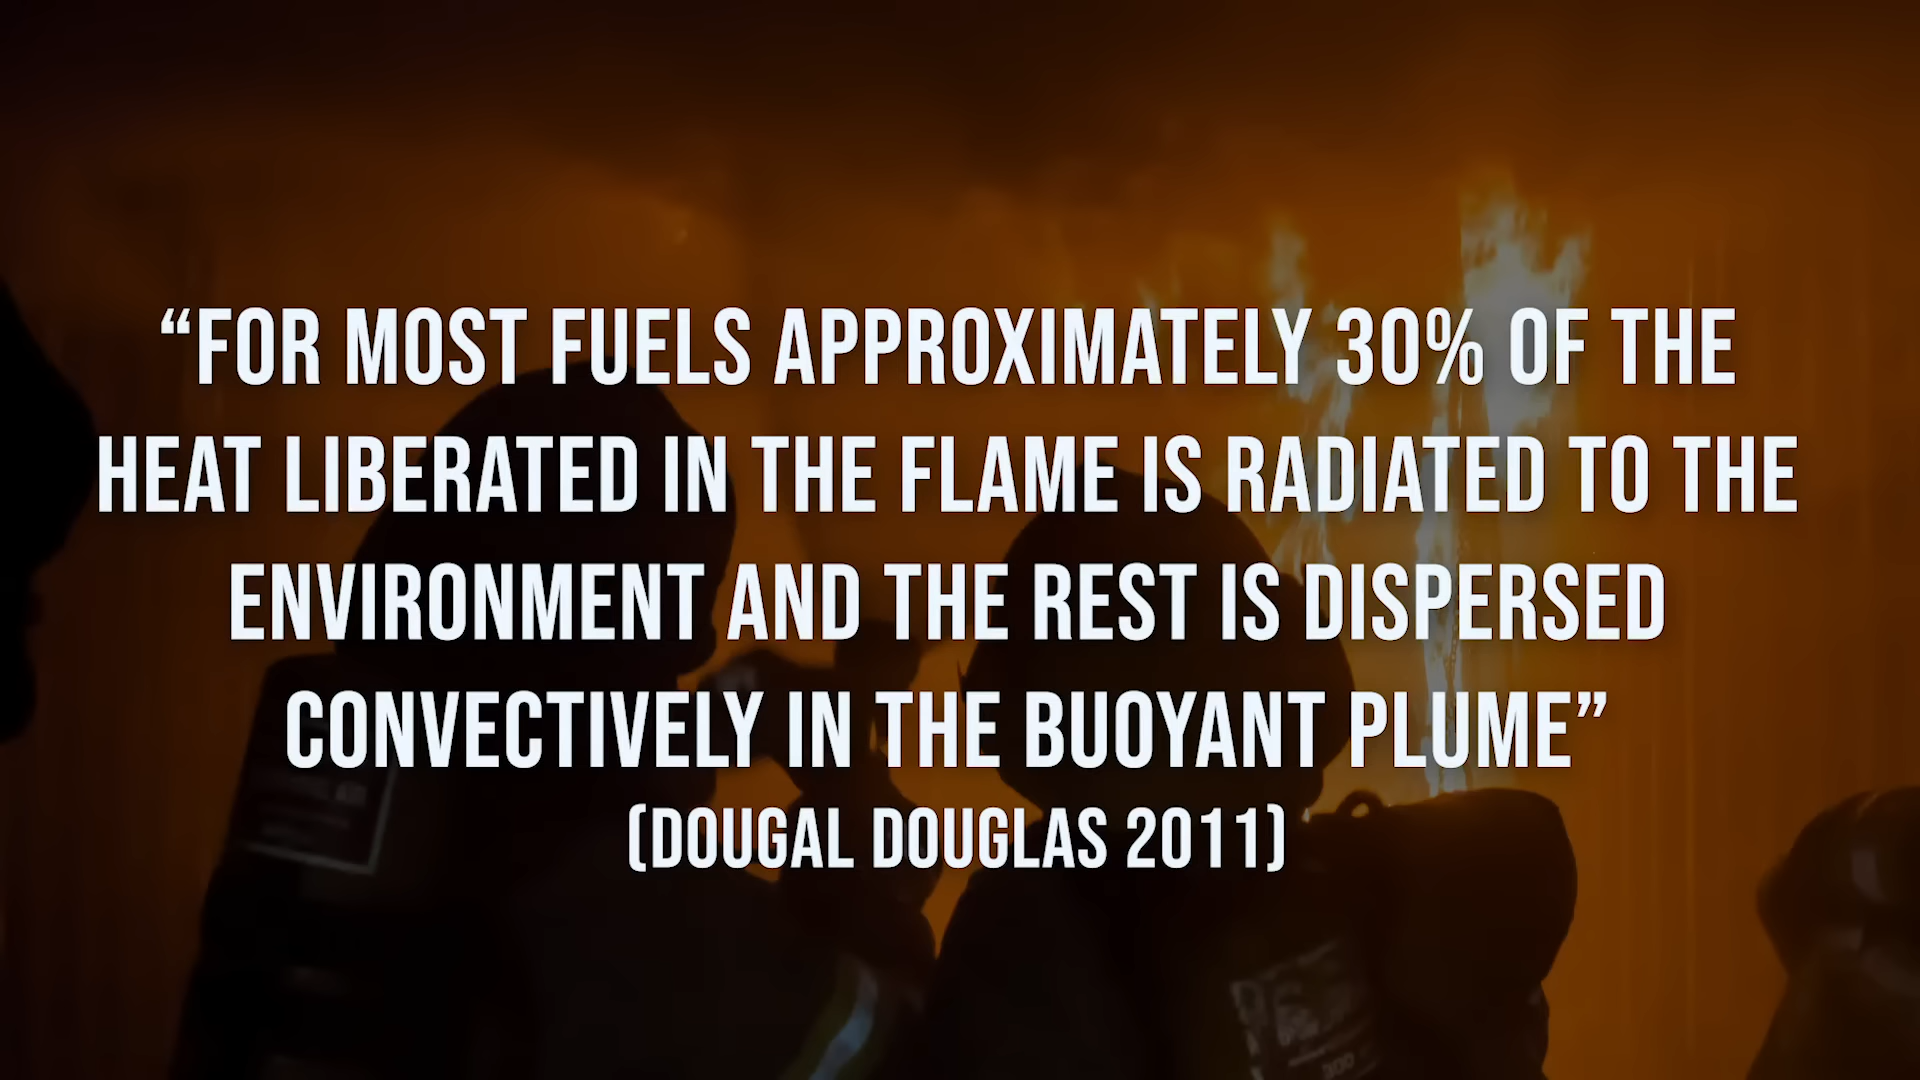 “FOR MOST FUELS APPROXIMATELY 30% OF THE
HEAT LIBERATED IN THE FLAME IS RADIATED TO THE
ENVIRONMENT AND THE REST IS DISPERSED
CONVECTIVELY IN THE BUOYANT PLUME”
(DOUGAL DOUGLAS 2011)